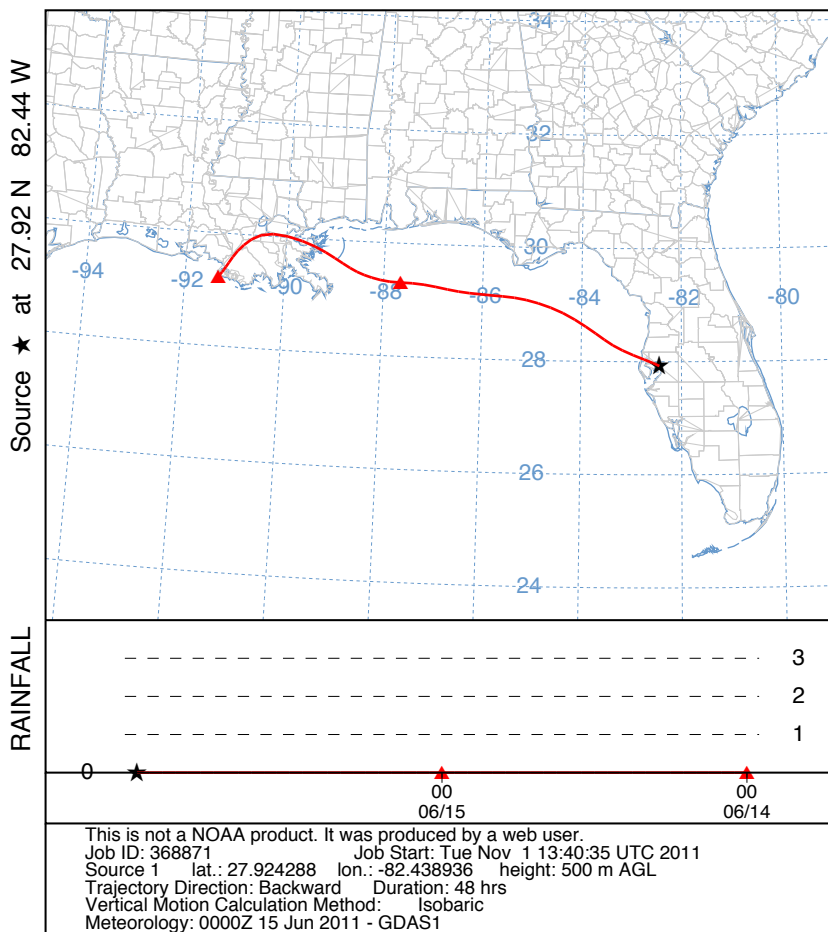 Source ★ at 27.92 N 82.44 W
34
32
30
-94
-92
-90
-88
-86
-84
-82
-80
28
26
24
RAINFALL
3
2
1
0
00
00
06/15
06/14
This is not a NOAA product. It was produced by a web user.
Job ID: 368871 Job Start: Tue Nov 1 13:40:35 UTC 2011
Source 1 lat.: 27.924288 lon.: -82.438936 height: 500 m AGL
Trajectory Direction: Backward Duration: 48 hrs
Vertical Motion Calculation Method: Isobaric
Meteorology: 0000Z 15 Jun 2011 - GDAS1